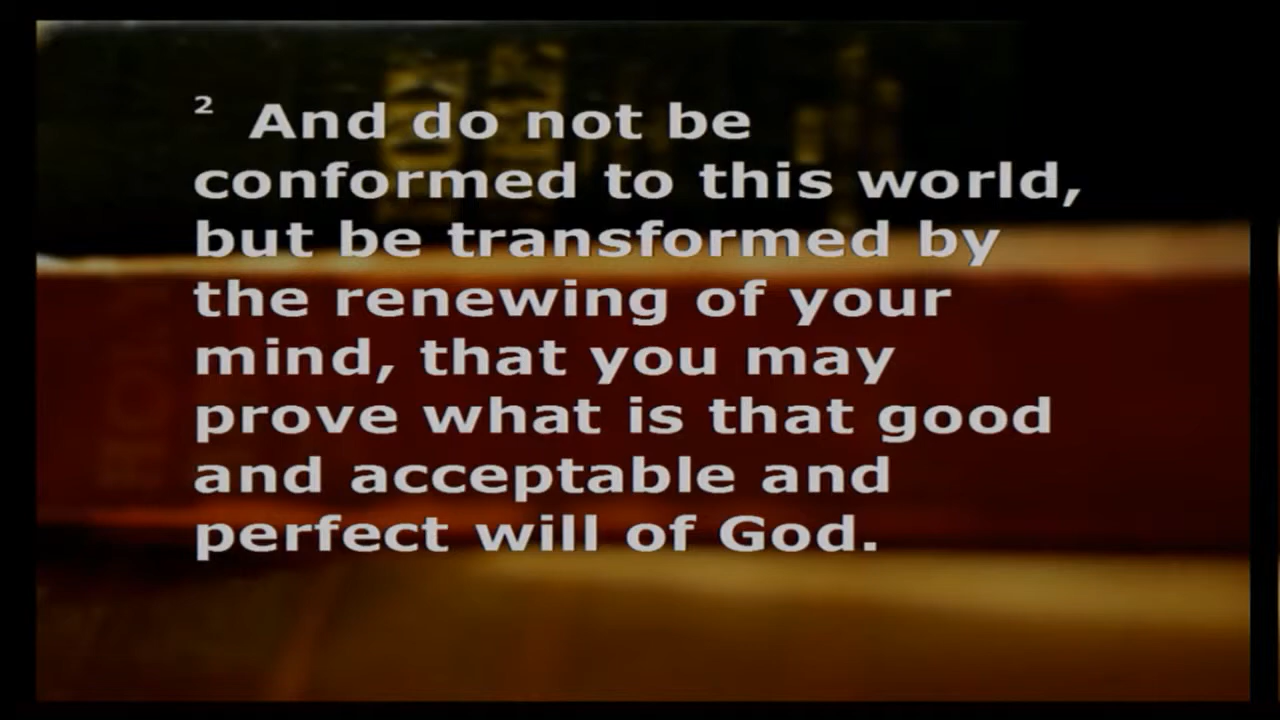 ² And do not be
conformed to this world,
but be transformed by
the renewing of your
mind, that you may
prove what is that good
and acceptable and
perfect will of God.